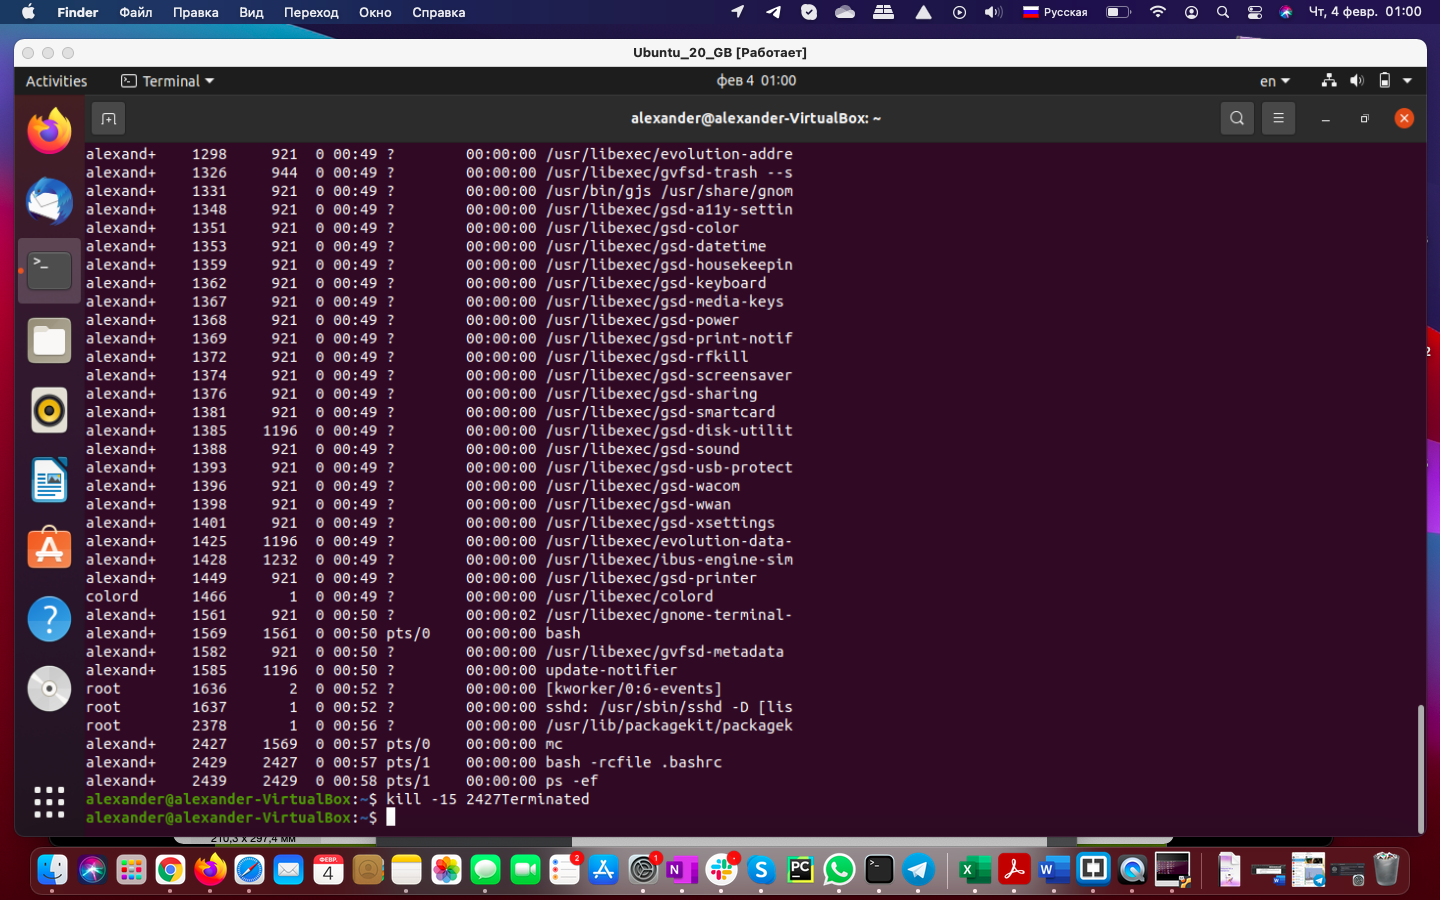 Finder Файл Правка Вид Переход Окно Справка Русская Чт, 4 февр. 01:00
Ubuntu_20_GB [Работает]
Activities Terminal фев 4 01:00 en
alexander@alexander-VirtualBox: ~
alexand+ 1298 921 0 00:49 ? 00:00:00 /usr/libexec/evolution-addre
alexand+ 1326 944 0 00:49 ? 00:00:00 /usr/libexec/gvfsd-trash --s
alexand+ 1331 921 0 00:49 ? 00:00:00 /usr/bin/gjs /usr/share/gnom
alexand+ 1348 921 0 00:49 ? 00:00:00 /usr/libexec/gsd-a11y-settin
alexand+ 1351 921 0 00:49 ? 00:00:00 /usr/libexec/gsd-color
alexand+ 1353 921 0 00:49 ? 00:00:00 /usr/libexec/gsd-datetime
alexand+ 1359 921 0 00:49 ? 00:00:00 /usr/libexec/gsd-housekeepin
alexand+ 1362 921 0 00:49 ? 00:00:00 /usr/libexec/gsd-keyboard
alexand+ 1367 921 0 00:49 ? 00:00:00 /usr/libexec/gsd-media-keys
alexand+ 1368 921 0 00:49 ? 00:00:00 /usr/libexec/gsd-power
alexand+ 1369 921 0 00:49 ? 00:00:00 /usr/libexec/gsd-print-notif
alexand+ 1372 921 0 00:49 ? 00:00:00 /usr/libexec/gsd-rfkill
alexand+ 1374 921 0 00:49 ? 00:00:00 /usr/libexec/gsd-screensaver
alexand+ 1376 921 0 00:49 ? 00:00:00 /usr/libexec/gsd-sharing
alexand+ 1381 921 0 00:49 ? 00:00:00 /usr/libexec/gsd-smartcard
alexand+ 1385 1196 0 00:49 ? 00:00:00 /usr/libexec/gsd-disk-utilit
alexand+ 1388 921 0 00:49 ? 00:00:00 /usr/libexec/gsd-sound
alexand+ 1393 921 0 00:49 ? 00:00:00 /usr/libexec/gsd-usb-protect
alexand+ 1396 921 0 00:49 ? 00:00:00 /usr/libexec/gsd-wacom
alexand+ 1398 921 0 00:49 ? 00:00:00 /usr/libexec/gsd-wwan
alexand+ 1401 921 0 00:49 ? 00:00:00 /usr/libexec/gsd-xsettings
alexand+ 1425 1196 0 00:49 ? 00:00:00 /usr/libexec/evolution-data-
alexand+ 1428 1232 0 00:49 ? 00:00:00 /usr/libexec/ibus-engine-sim
alexand+ 1449 921 0 00:49 ? 00:00:00 /usr/libexec/gsd-printer
colord 1466 1 0 00:49 ? 00:00:00 /usr/libexec/colord
alexand+ 1561 921 0 00:50 ? 00:00:02 /usr/libexec/gnome-terminal-
alexand+ 1569 1561 0 00:50 pts/0 00:00:00 bash
alexand+ 1582 921 0 00:50 ? 00:00:00 /usr/libexec/gvfsd-metadata
alexand+ 1585 1196 0 00:50 ? 00:00:00 update-notifier
root 1636 2 0 00:52 ? 00:00:00 [kworker/0:6-events]
root 1637 1 0 00:52 ? 00:00:00 sshd: /usr/sbin/sshd -D [lis
root 2378 1 0 00:56 ? 00:00:00 /usr/lib/packagekit/packagek
alexand+ 2427 1569 0 00:57 pts/0 00:00:00 mc
alexand+ 2429 2427 0 00:57 pts/1 00:00:00 bash -rcfile .bashrc
alexand+ 2439 2429 0 00:58 pts/1 00:00:00 ps -ef
alexander@alexander-VirtualBox:~$ kill -15 2427Terminated
alexander@alexander-VirtualBox:~$
210,3 x 297,4 мм
ФЕВР.
4
2
1
PC